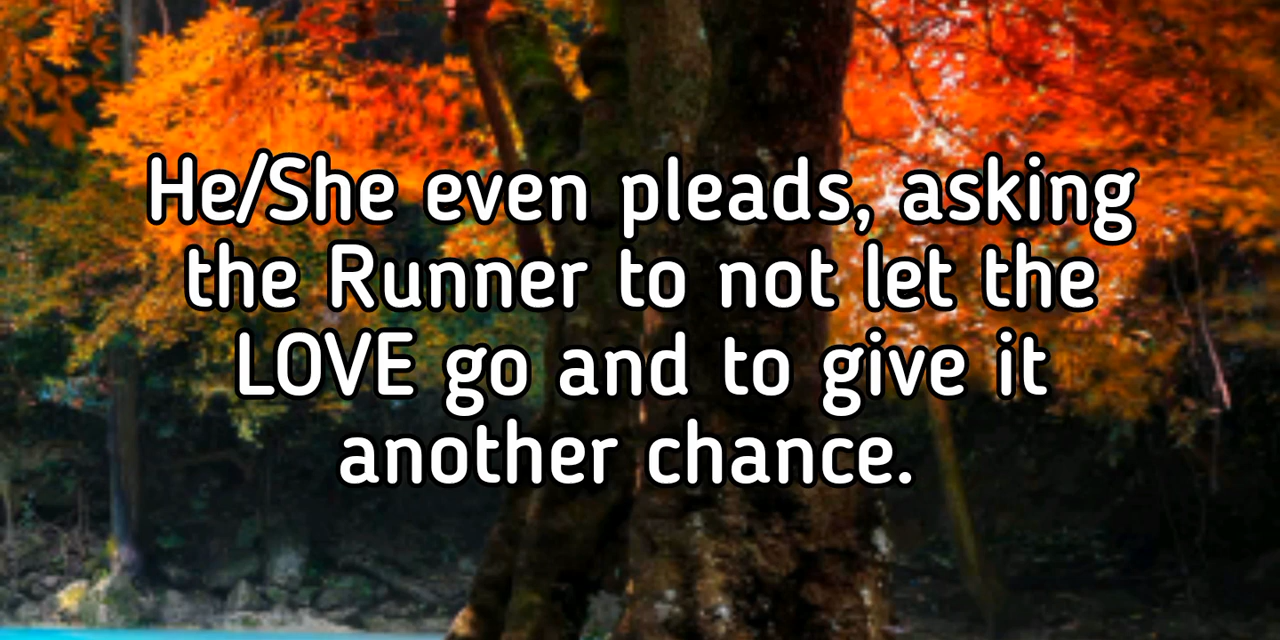 He/She even pleads, asking
the Runner to not let the
LOVE go and to give it
another chance.